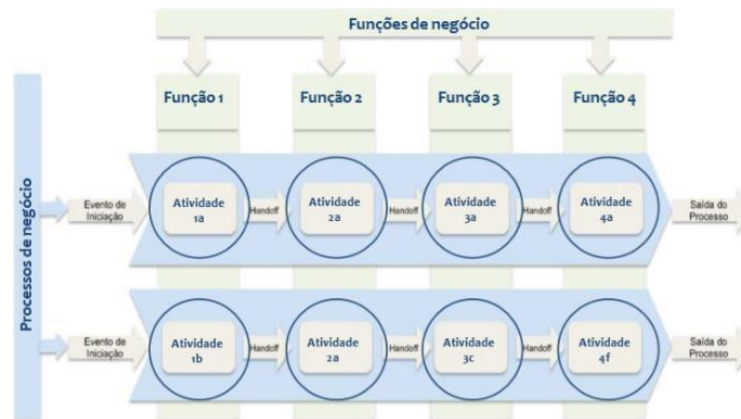 Funções de negócio
Função 1
Função 2
Função 3
Função 4
Processos de negócio
Evento de
Iniciação
Atividade
1a
Handoff
Atividade
2a
Handoff
Atividade
3a
Handoff
Atividade
4a
Saída do
Processo
Evento de
Iniciação
Atividade
1b
Handoff
Atividade
2a
Handoff
Atividade
3c
Handoff
Atividade
4f
Saída do
Processo